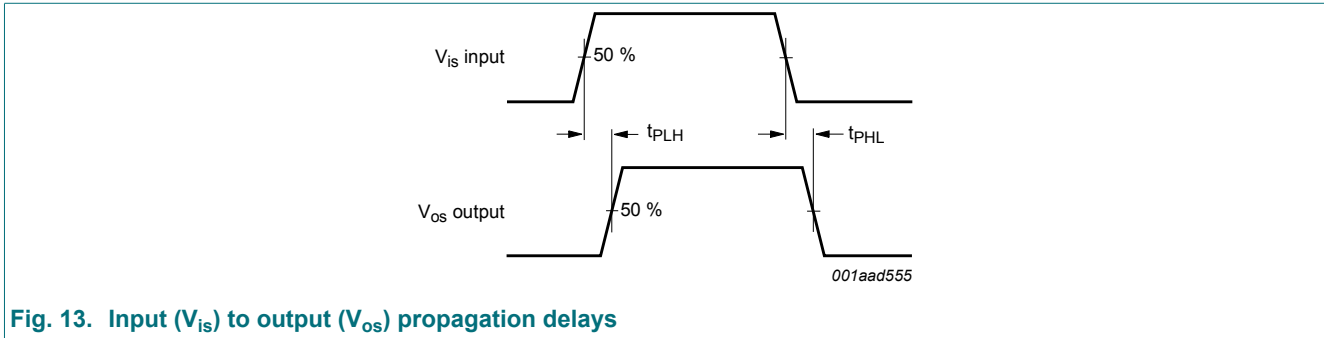 Vis input
50 %
tPLH
tPHL
Vos output
50 %
001aad555
Fig. 13. Input (Vis) to output (Vos) propagation delays